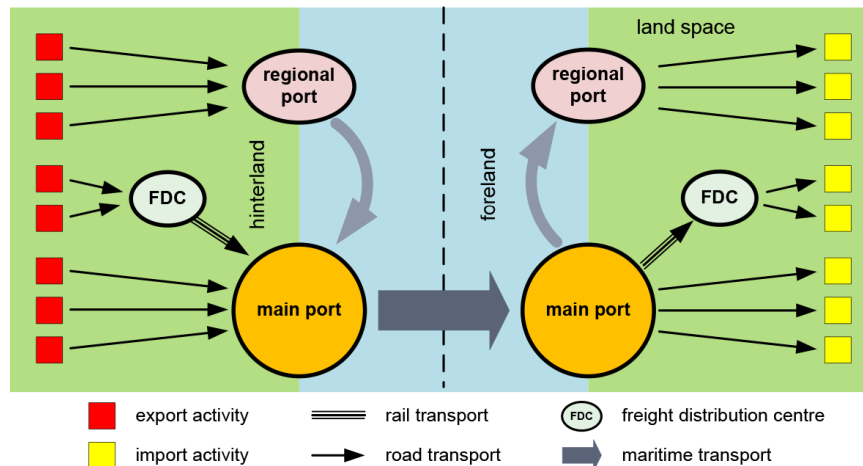 land space
regional
port
regional
port
hinterland
foreland
FDC
FDC
main port
main port
export activity
rail transport
FDC
freight distribution centre
import activity
road transport
maritime transport